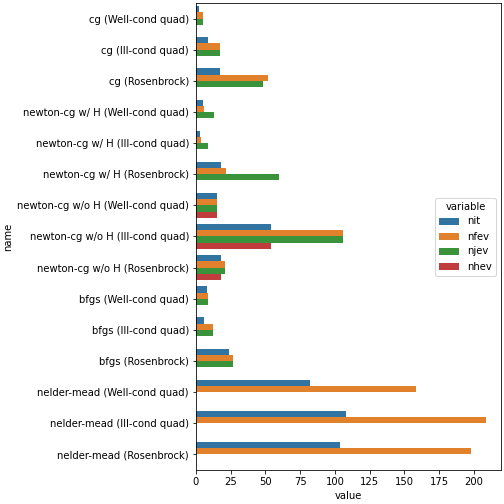 cg (Well-cond quad)
cg (Ill-cond quad)
cg (Rosenbrock)
newton-cg w/ H (Well-cond quad)
newton-cg w/ H (Ill-cond quad)
newton-cg w/ H (Rosenbrock)
newton-cg w/o H (Well-cond quad)
newton-cg w/o H (Ill-cond quad)
newton-cg w/o H (Rosenbrock)
bfgs (Well-cond quad)
bfgs (Ill-cond quad)
bfgs (Rosenbrock)
nelder-mead (Well-cond quad)
nelder-mead (Ill-cond quad)
nelder-mead (Rosenbrock)
name
variable
nit
nfev
njev
nhev
0 25 50 75 100 125 150 175 200
value